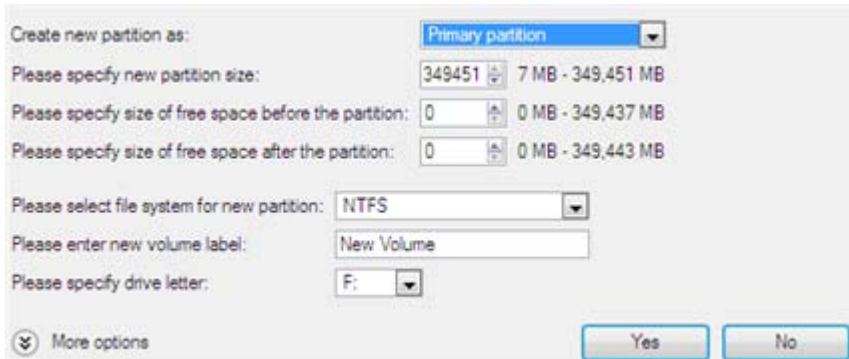 Create new partition as: Primary partition
Please specify new partition size: 349451 7 MB - 349,451 MB
Please specify size of free space before the partition: 0 0 MB - 349,437 MB
Please specify size of free space after the partition: 0 0 MB - 349,443 MB
Please select file system for new partition: NTFS
Please enter new volume label: New Volume
Please specify drive letter: F:
More options Yes No